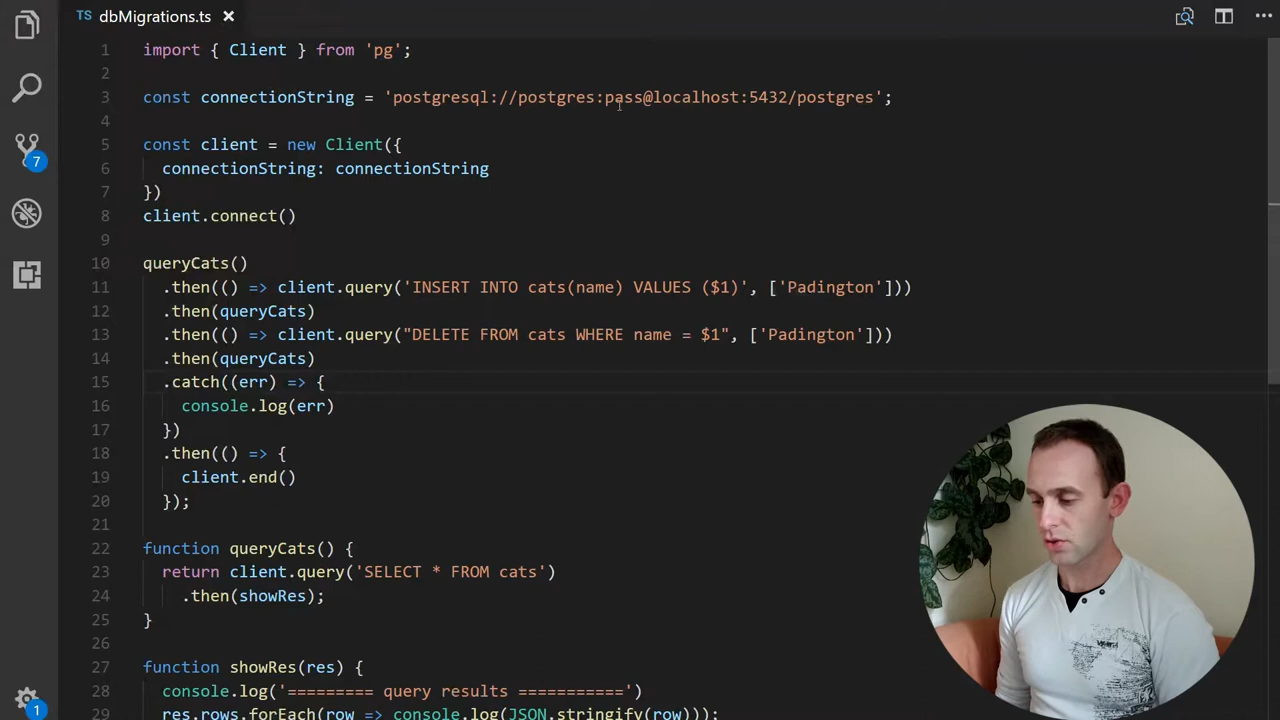 TS dbMigrations.ts ×
1 import { Client } from 'pg';
2
3 const connectionString = 'postgresql://postgres:pass@localhost:5432/postgres';
4
5 const client = new Client({
6 connectionString: connectionString
7 })
8 client.connect()
9
10 queryCats()
11 .then(() => client.query('INSERT INTO cats(name) VALUES ($1)', ['Padington']))
12 .then(queryCats)
13 .then(() => client.query("DELETE FROM cats WHERE name = $1", ['Padington']))
14 .then(queryCats)
15 .catch((err) => {
16 console.log(err)
17 })
18 .then(() => {
19 client.end()
20 });
21
22 function queryCats() {
23 return client.query('SELECT * FROM cats')
24 .then(showRes);
25 }
26
27 function showRes(res) {
28 console.log('========= query results ===========')
29 res.rows.forEach(row => console.log(JSON.stringify(row)));
7
1